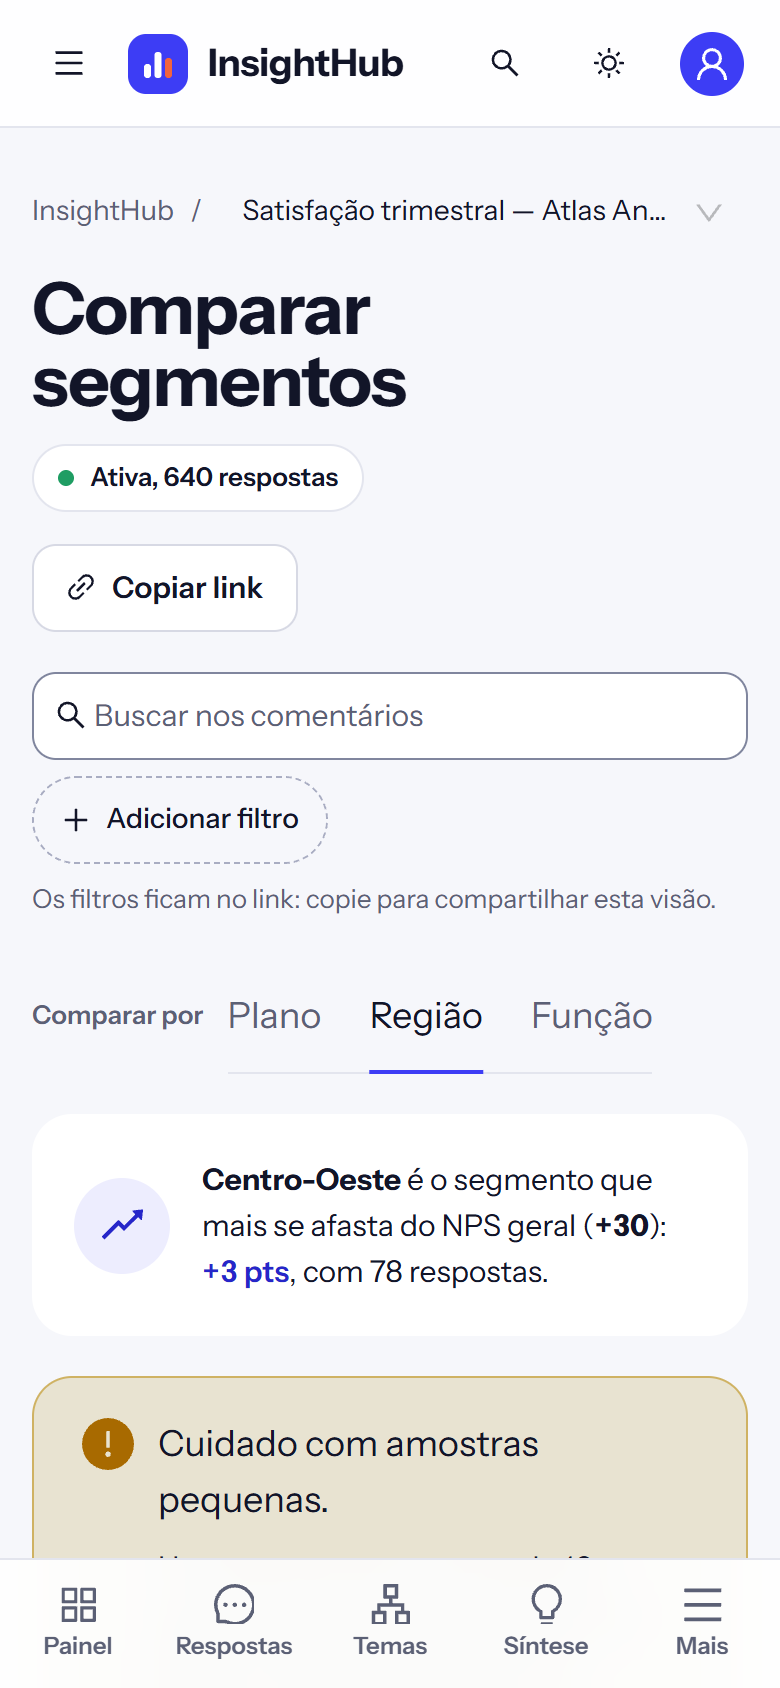 InsightHub
InsightHub / Satisfação trimestral — Atlas An...
Comparar
segmentos
Ativa, 640 respostas
Copiar link
Buscar nos comentários
Adicionar filtro
Os filtros ficam no link: copie para compartilhar esta visão.
Comparar por Plano Região Função
Centro-Oeste é o segmento que
mais se afasta do NPS geral (+30):
+3 pts, com 78 respostas.
Cuidado com amostras
pequenas.
Painel Respostas Temas Síntese Mais